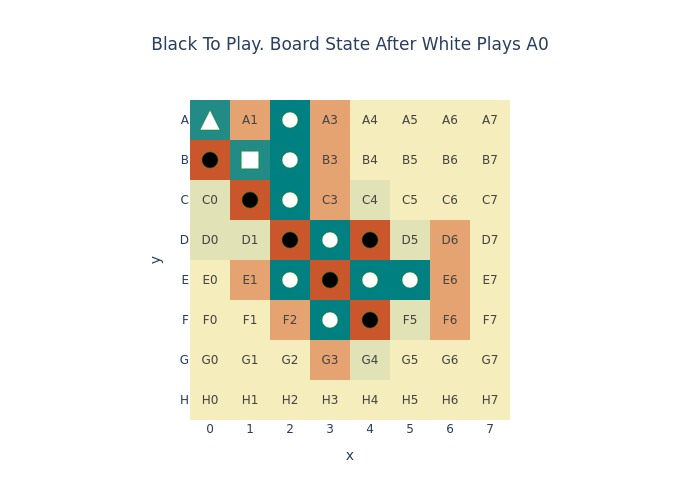 Black To Play. Board State After White Plays A0
A A1 A3 A4 A5 A6 A7
B B3 B4 B5 B6 B7
C C0 C3 C4 C5 C6 C7
D D0 D1 D5 D6 D7
E E0 E1 E6 E7
F F0 F1 F2 F5 F6 F7
G G0 G1 G2 G3 G4 G5 G6 G7
H H0 H1 H2 H3 H4 H5 H6 H7
0 1 2 3 4 5 6 7
x
y